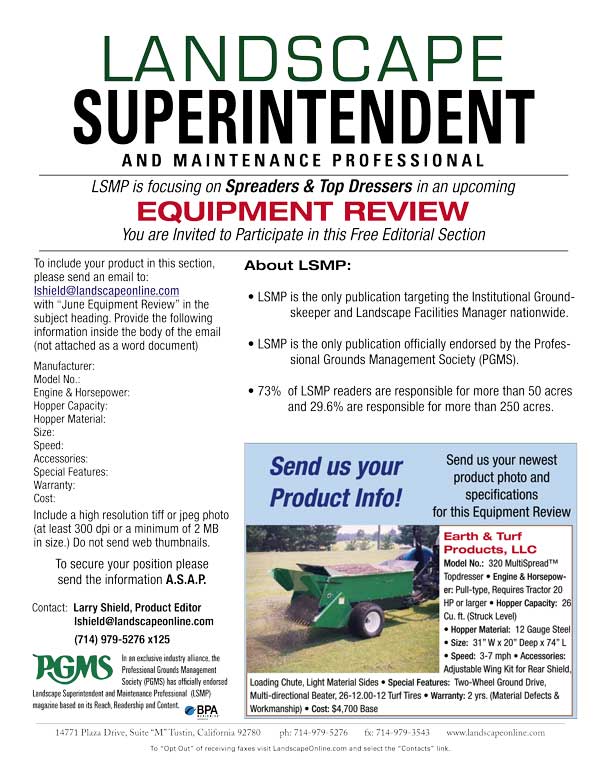 LANDSCAPE
SUPERINTENDENT
AND MAINTENANCE PROFESSIONAL
LSMP is focusing on Spreaders & Top Dressers in an upcoming
EQUIPMENT REVIEW
You are Invited to Participate in this Free Editorial Section
To include your product in this section,
please send an email to:
lshield@landscapeonline.com
with “June Equipment Review” in the
subject heading. Provide the following
information inside the body of the email
(not attached as a word document)
Manufacturer:
Model No.:
Engine & Horsepower:
Hopper Capacity:
Hopper Material:
Size:
Speed:
Accessories:
Special Features:
Warranty:
Cost:
Include a high resolution tiff or jpeg photo
(at least 300 dpi or a minimum of 2 MB
in size.) Do not send web thumbnails.
To secure your position please
send the information A.S.A.P.
Contact: Larry Shield, Product Editor
lshield@landscapeonline.com
(714) 979-5276 x125
About LSMP:
• LSMP is the only publication targeting the Institutional Ground-
skeeper and Landscape Facilities Manager nationwide.
• LSMP is the only publication officially endorsed by the Profes-
sional Grounds Management Society (PGMS).
• 73% of LSMP readers are responsible for more than 50 acres
and 29.6% are responsible for more than 250 acres.
Send us your
Product Info!
Send us your newest
product photo and
specifications
for this Equipment Review
Earth & Turf
Products, LLC
Model No.: 320 MultiSpread™
Topdresser • Engine & Horsepow-
er: Pull-type, Requires Tractor 20
HP or larger • Hopper Capacity: 26
Cu. ft. (Struck Level)
• Hopper Material: 12 Gauge Steel
• Size: 31” W x 20” Deep x 74” L
• Speed: 3-7 mph • Accessories:
Adjustable Wing Kit for Rear Shield,
Loading Chute, Light Material Sides • Special Features: Two-Wheel Ground Drive,
Multi-directional Beater, 26-12.00-12 Turf Tires • Warranty: 2 yrs. (Material Defects &
Workmanship) • Cost: $4,700 Base
PGMS
In an exclusive industry alliance, the
Professional Grounds Management
Society (PGMS) has officially endorsed
Landscape Superintendent and Maintenance Professional (LSMP)
magazine based on its Reach, Readership and Content.
BPA
14771 Plaza Drive, Suite “M” Tustin, California 92780 ph: 714-979-5276 fx: 714-979-3543 www.landscapeonline.com
To “Opt Out” of receiving faxes visit LandscapeOnline.com and select the “Contacts” link.